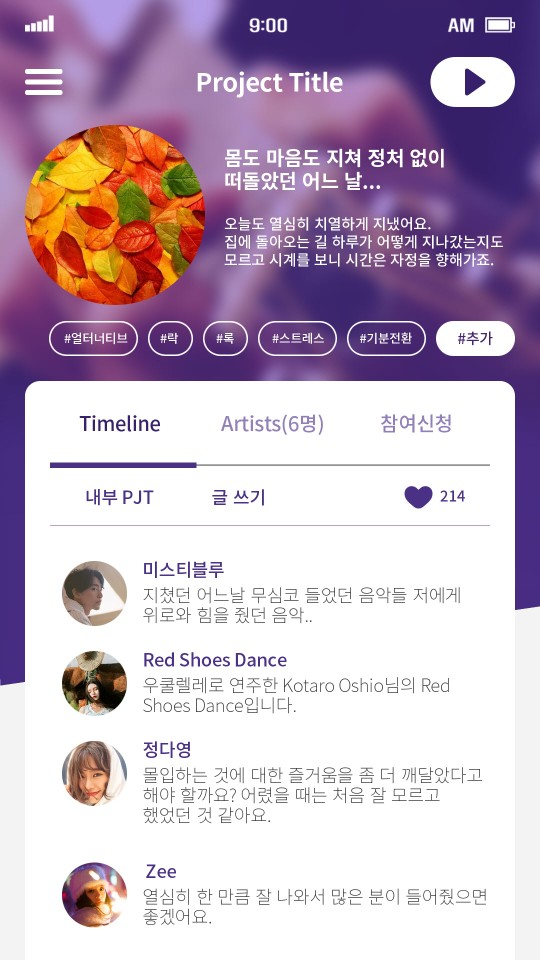 9:00
AM
Project Title
몸도 마음도 지쳐 정처 없이
떠돌았던 어느 날...
오늘도 열심히 치열하게 지냈어요.
집에 돌아오는 길 하루가 어떻게 지나갔는지도
모르고 시계를 보니 시간은 자정을 향해가죠.
#얼터너티브 #락 #록 #스트레스 #기분전환 #추가
Timeline Artists(6명) 참여신청
내부 PJT 글 쓰기 214
미스티블루
지쳤던 어느날 무심코 들었던 음악들 저에게
위로와 힘을 줬던 음악..
Red Shoes Dance
우쿨렐레로 연주한 Kotaro Oshio님의 Red
Shoes Dance입니다.
정다영
몰입하는 것에 대한 즐거움을 좀 더 깨달았다고
해야 할까요? 어렸을 때는 처음 잘 모르고
했었던 것 같아요.
Zee
열심히 한 만큼 잘 나와서 많은 분이 들어줬으면
좋겠어요.